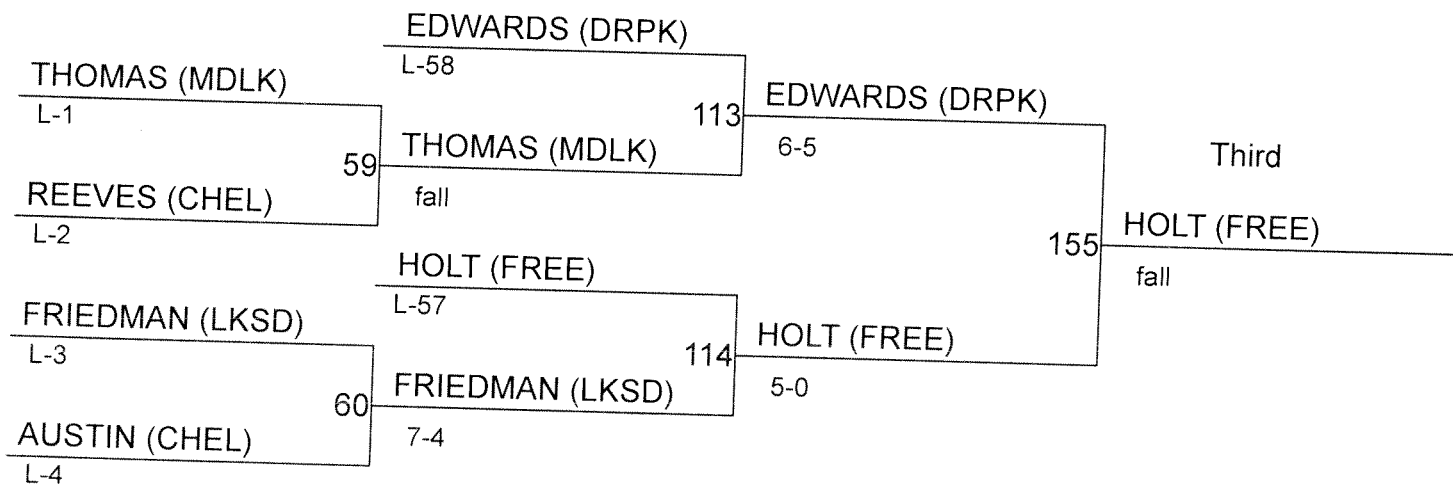 EDWARDS (DRPK)
L-58
THOMAS (MDLK)
L-1
113
EDWARDS (DRPK)
6-5
59
THOMAS (MDLK)
fall
Third
REEVES (CHEL)
L-2
155
HOLT (FREE)
fall
HOLT (FREE)
L-57
FRIEDMAN (LKSD)
L-3
114
HOLT (FREE)
5-0
60
FRIEDMAN (LKSD)
7-4
AUSTIN (CHEL)
L-4